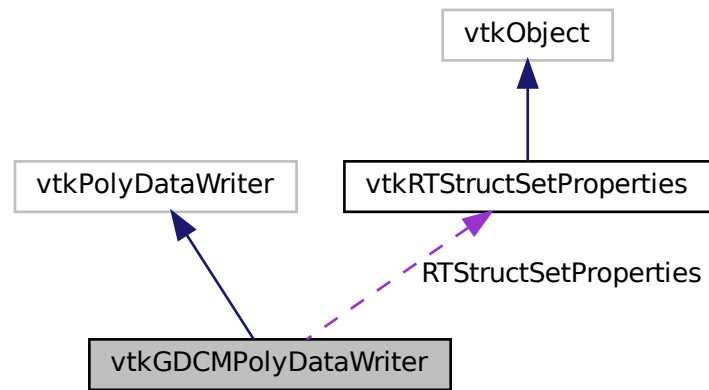 vtkObject
vtkPolyDataWriter
vtkRTStructSetProperties
RTStructSetProperties
vtkGDCMPolyDataWriter